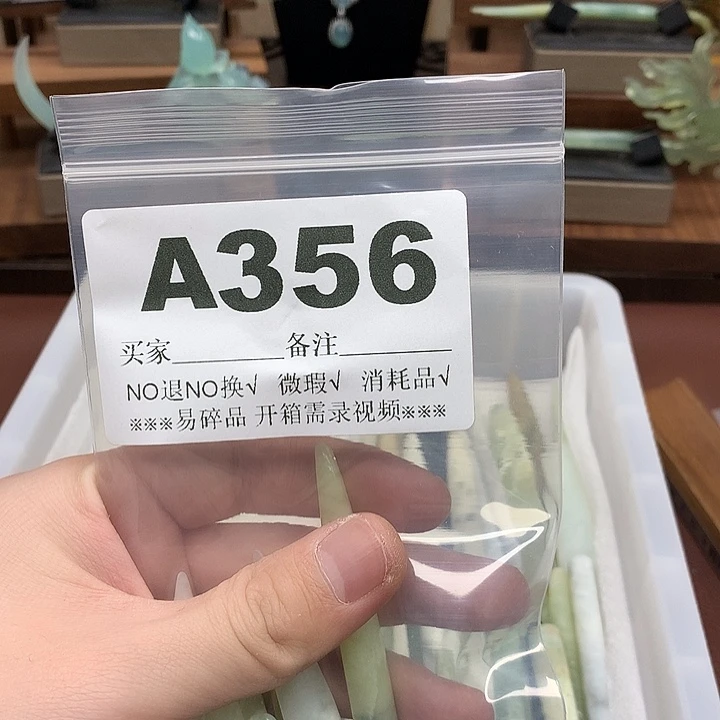 A356
买家________备注________
NO退NO换√ 微瑕√ 消耗品√
※※※易碎品 开箱需录视频※※※